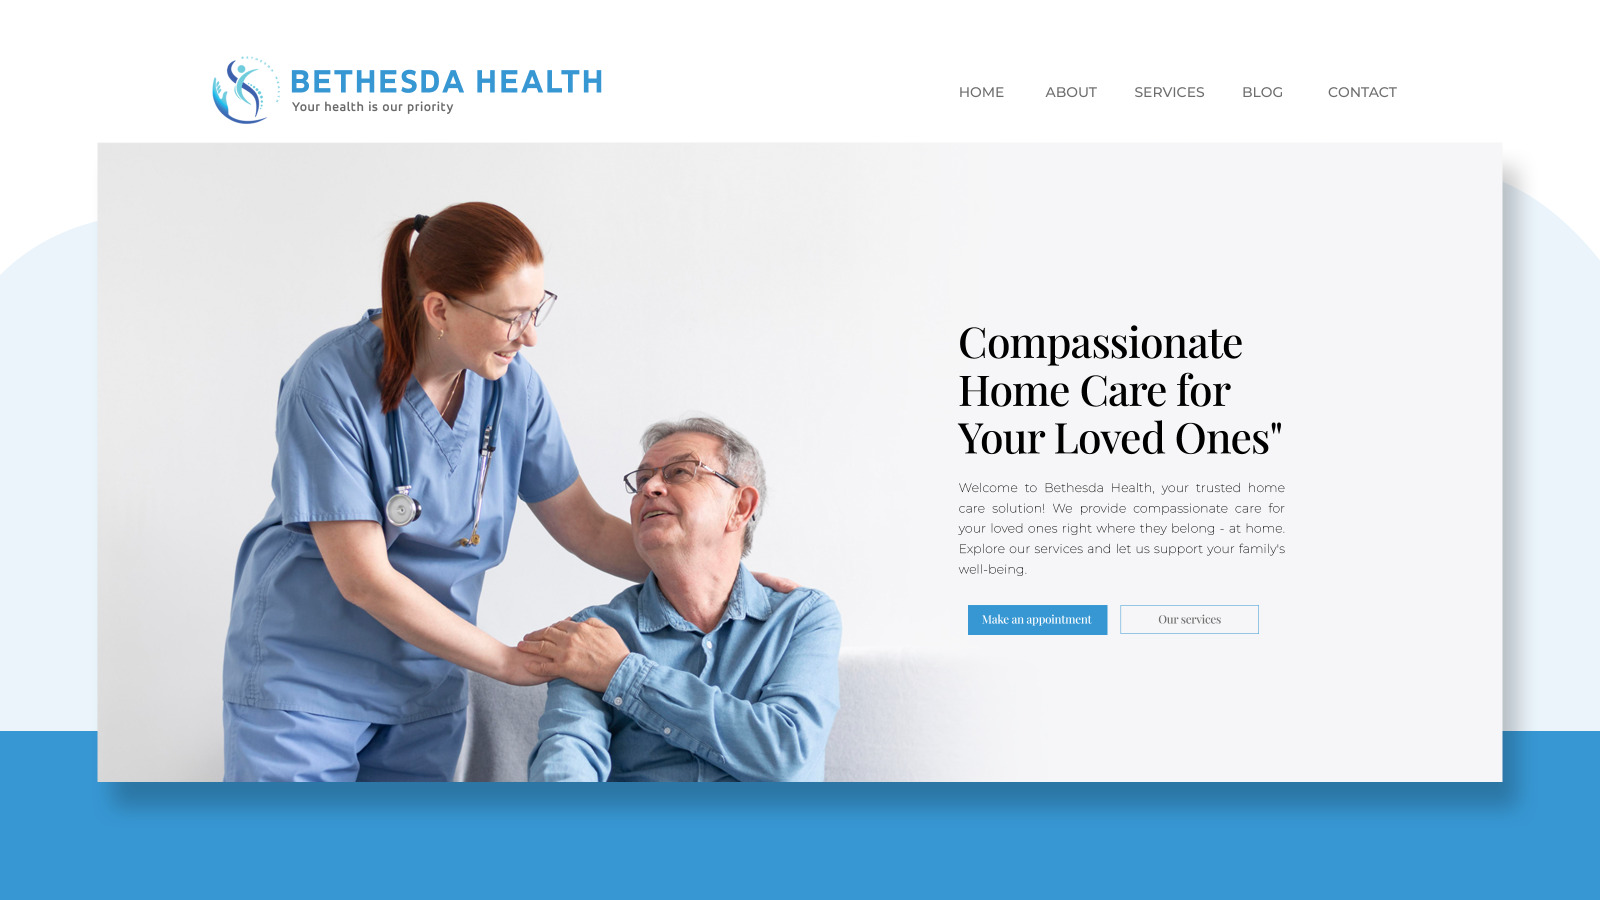 BETHESDA HEALTH
Your health is our priority
HOME ABOUT SERVICES BLOG CONTACT
Compassionate
Home Care for
Your Loved Ones"
Welcome to Bethesda Health, your trusted home
care solution! We provide compassionate care for
your loved ones right where they belong - at home.
Explore our services and let us support your family's
well-being.
Make an appointment Our services